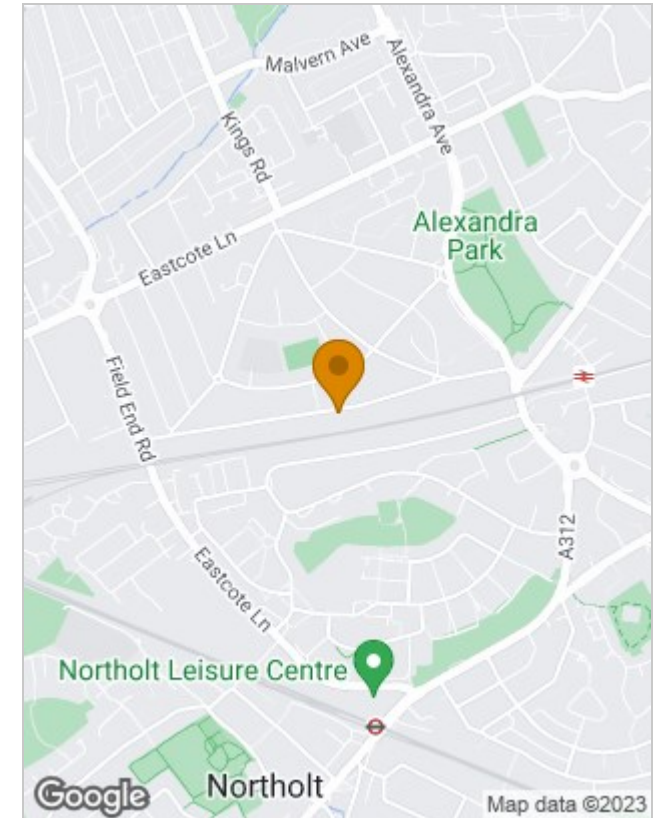 Malvern Ave
Alexandra Ave
Kings Rd
Alexandra
Park
Eastcote Ln
Field End Rd
A312
Eastcote Ln
Northolt Leisure Centre
Northolt
Google
Map data ©2023